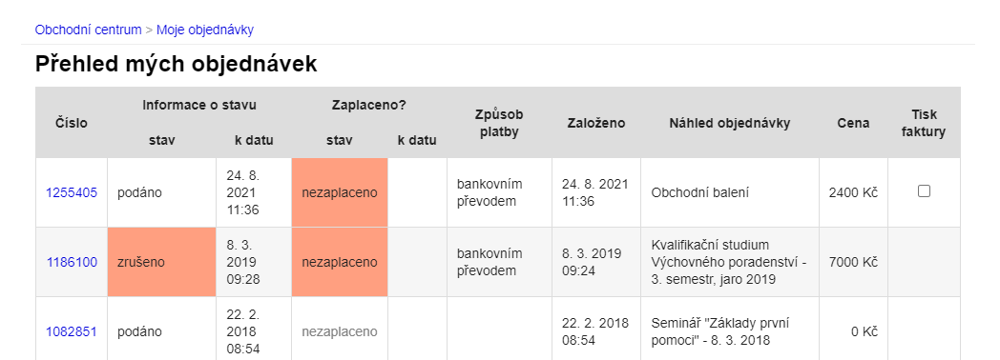 Obchodní centrum > Moje objednávky
Přehled mých objednávek
Číslo
Informace o stavu
Zaplaceno?
Způsob
platby
Založeno
Náhled objednávky
Cena
Tisk
faktury
stav
k datu
stav
k datu
1255405
podáno
24. 8.
2021
11:36
nezaplaceno
bankovním
převodem
24. 8. 2021
11:36
Obchodní balení
2400 Kč
1186100
zrušeno
8. 3.
2019
09:28
nezaplaceno
bankovním
převodem
8. 3. 2019
09:24
Kvalifikační studium
Výchovného poradenství -
3. semestr, jaro 2019
7000 Kč
1082851
podáno
22. 2.
2018
08:54
nezaplaceno
22. 2. 2018
08:54
Seminář "Základy první
pomoci" - 8. 3. 2018
0 Kč